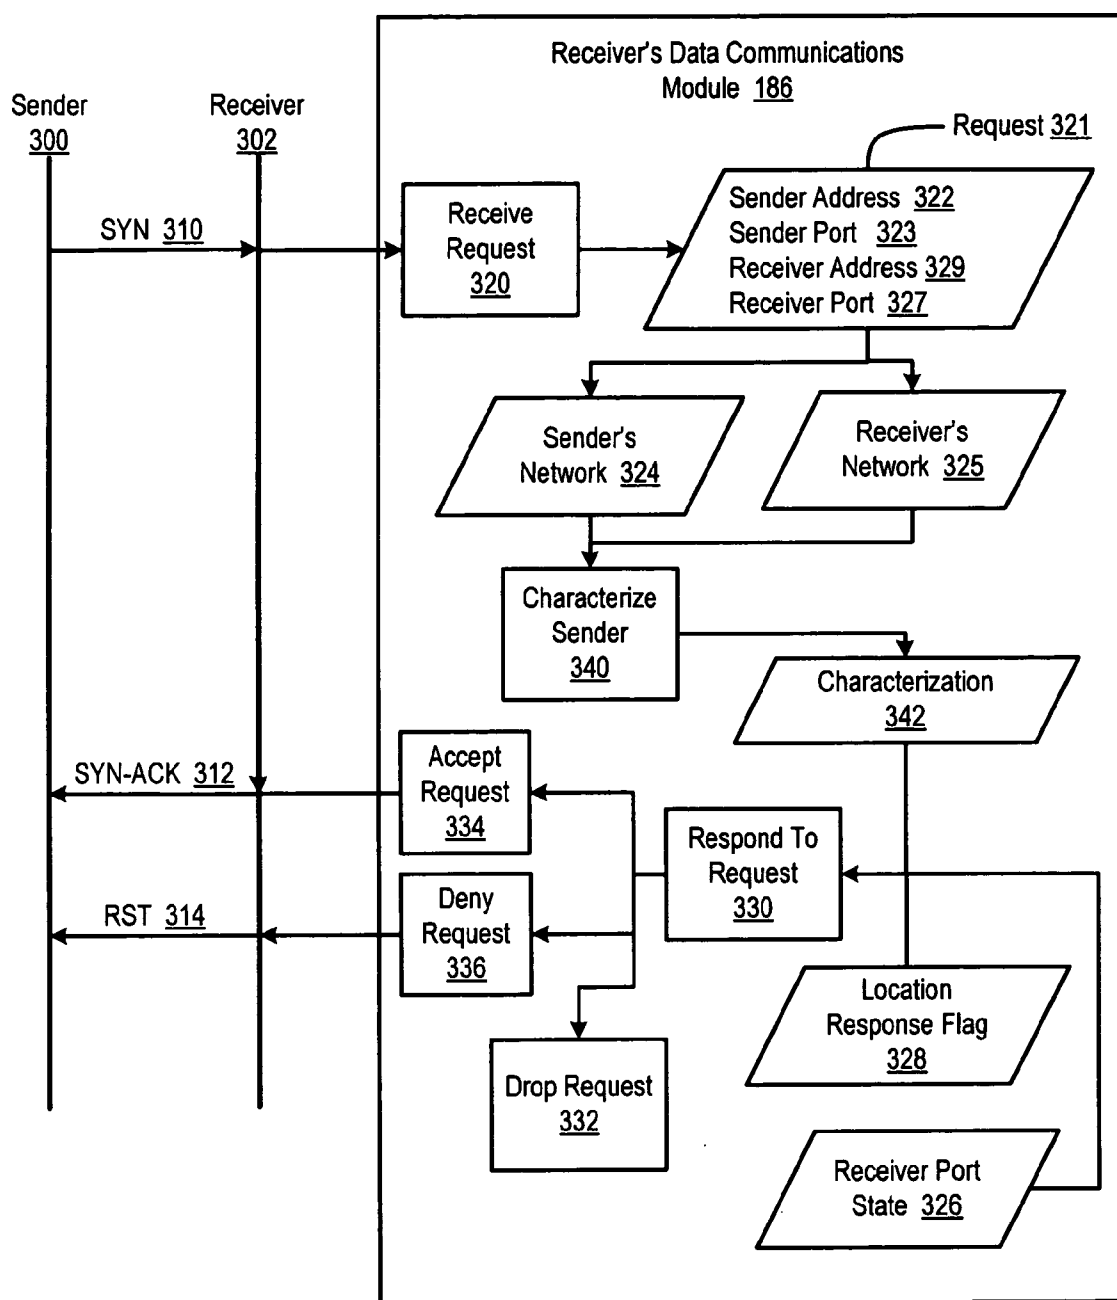 Receiver's Data Communications
Module 186
Sender
300
Receiver
302
Request 321
SYN 310
Receive
Request
320
Sender Address 322
Sender Port 323
Receiver Address 329
Receiver Port 327
Sender's
Network 324
Receiver's
Network 325
Characterize
Sender
340
Characterization
342
SYN-ACK 312
Accept
Request
334
Respond To
Request
330
RST 314
Deny
Request
336
Location
Response Flag
328
Drop Request
332
Receiver Port
State 326